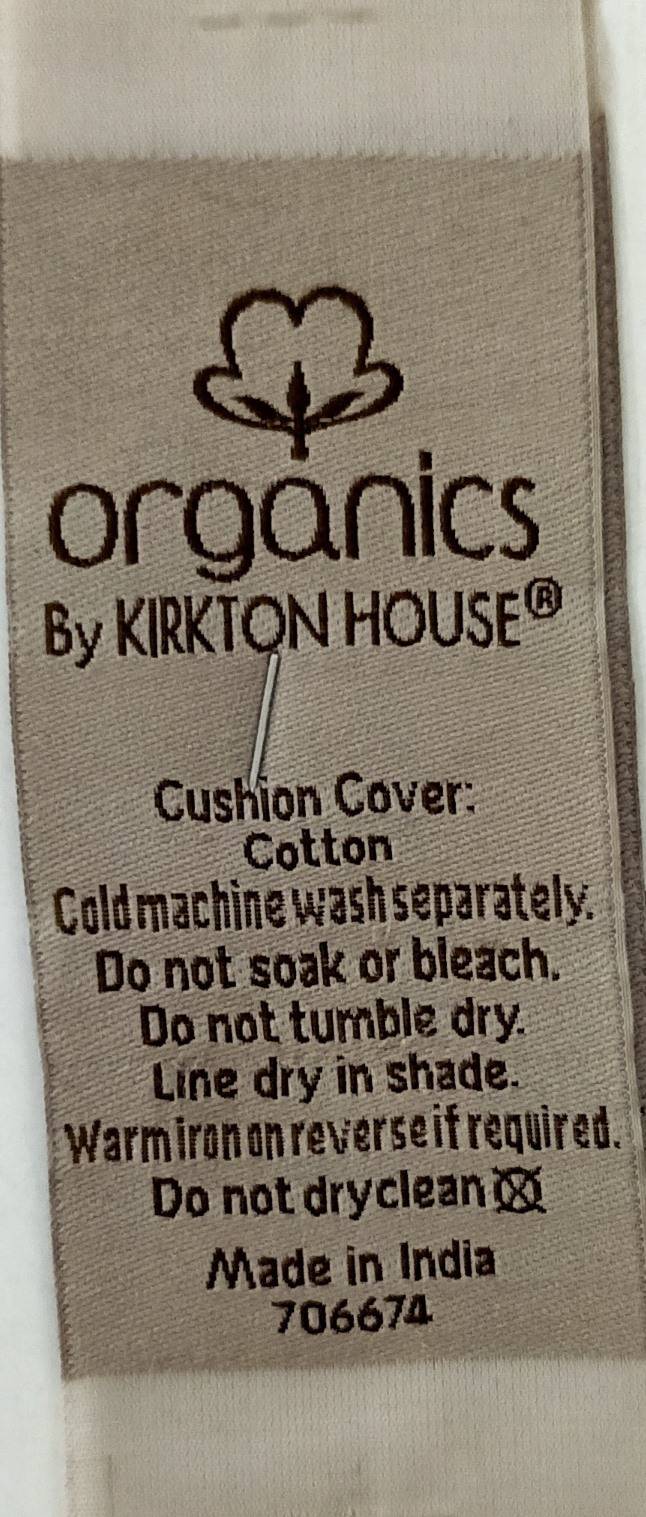 organics
By KIRKTON HOUSE®
Cushion Cover:
Cotton
Cold machine wash separately.
Do not soak or bleach.
Do not tumble dry.
Line dry in shade.
Warm iron on reverse if required.
Do not dryclean
Made in India
706674